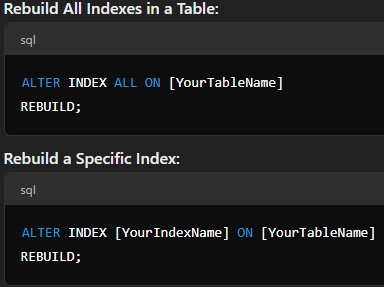 Rebuild All Indexes in a Table:
sql
ALTER INDEX ALL ON [YourTableName]
REBUILD;
Rebuild a Specific Index:
sql
ALTER INDEX [YourIndexName] ON [YourTableName]
REBUILD;